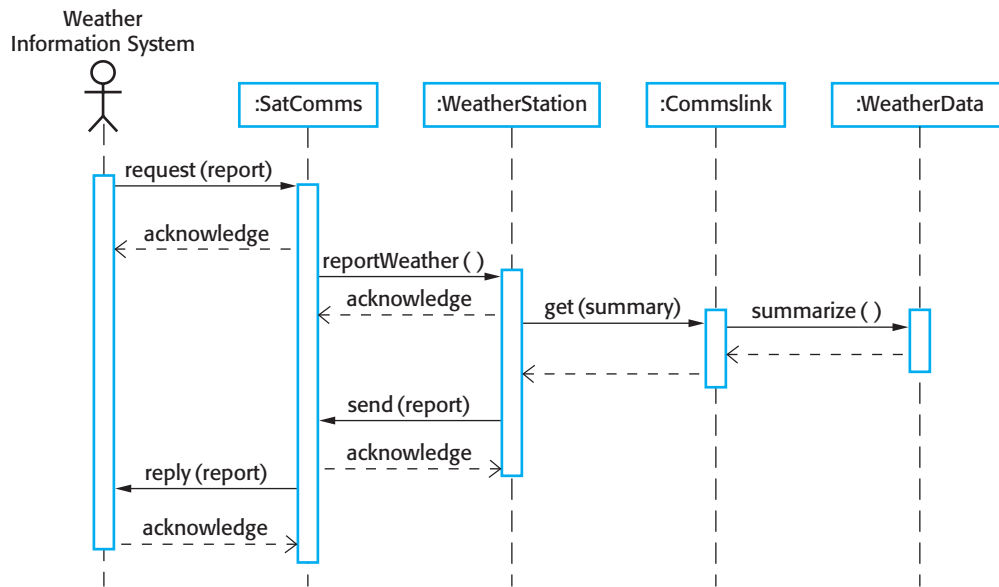 Weather
Information System
:SatComms
:WeatherStation
:Commslink
:WeatherData
request (report)
acknowledge
reportWeather ( )
acknowledge
get (summary)
summarize ( )
send (report)
acknowledge
reply (report)
acknowledge